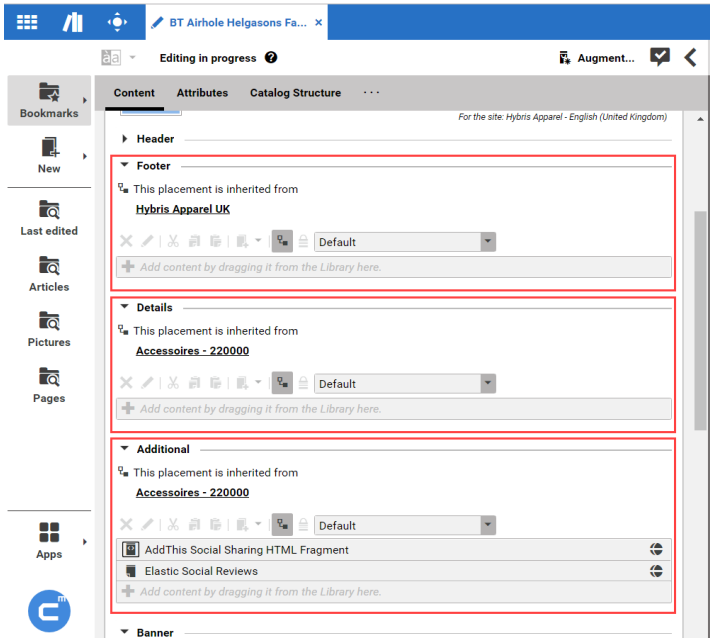 BT Airhole Helgasons Fa... ×
àa
Editing in progress ?
Augment...
Content Attributes Catalog Structure ···
Bookmarks
For the site: Hybris Apparel - English (United Kingdom)
Header
New
Footer
This placement is inherited from
Hybris Apparel UK
Last edited
Default
Add content by dragging it from the Library here.
Articles
Details
This placement is inherited from
Pictures
Accessoires - 220000
Default
Pages
Add content by dragging it from the Library here.
Additional
This placement is inherited from
Accessoires - 220000
Default
Apps
AddThis Social Sharing HTML Fragment
Elastic Social Reviews
Add content by dragging it from the Library here.
c m
Banner